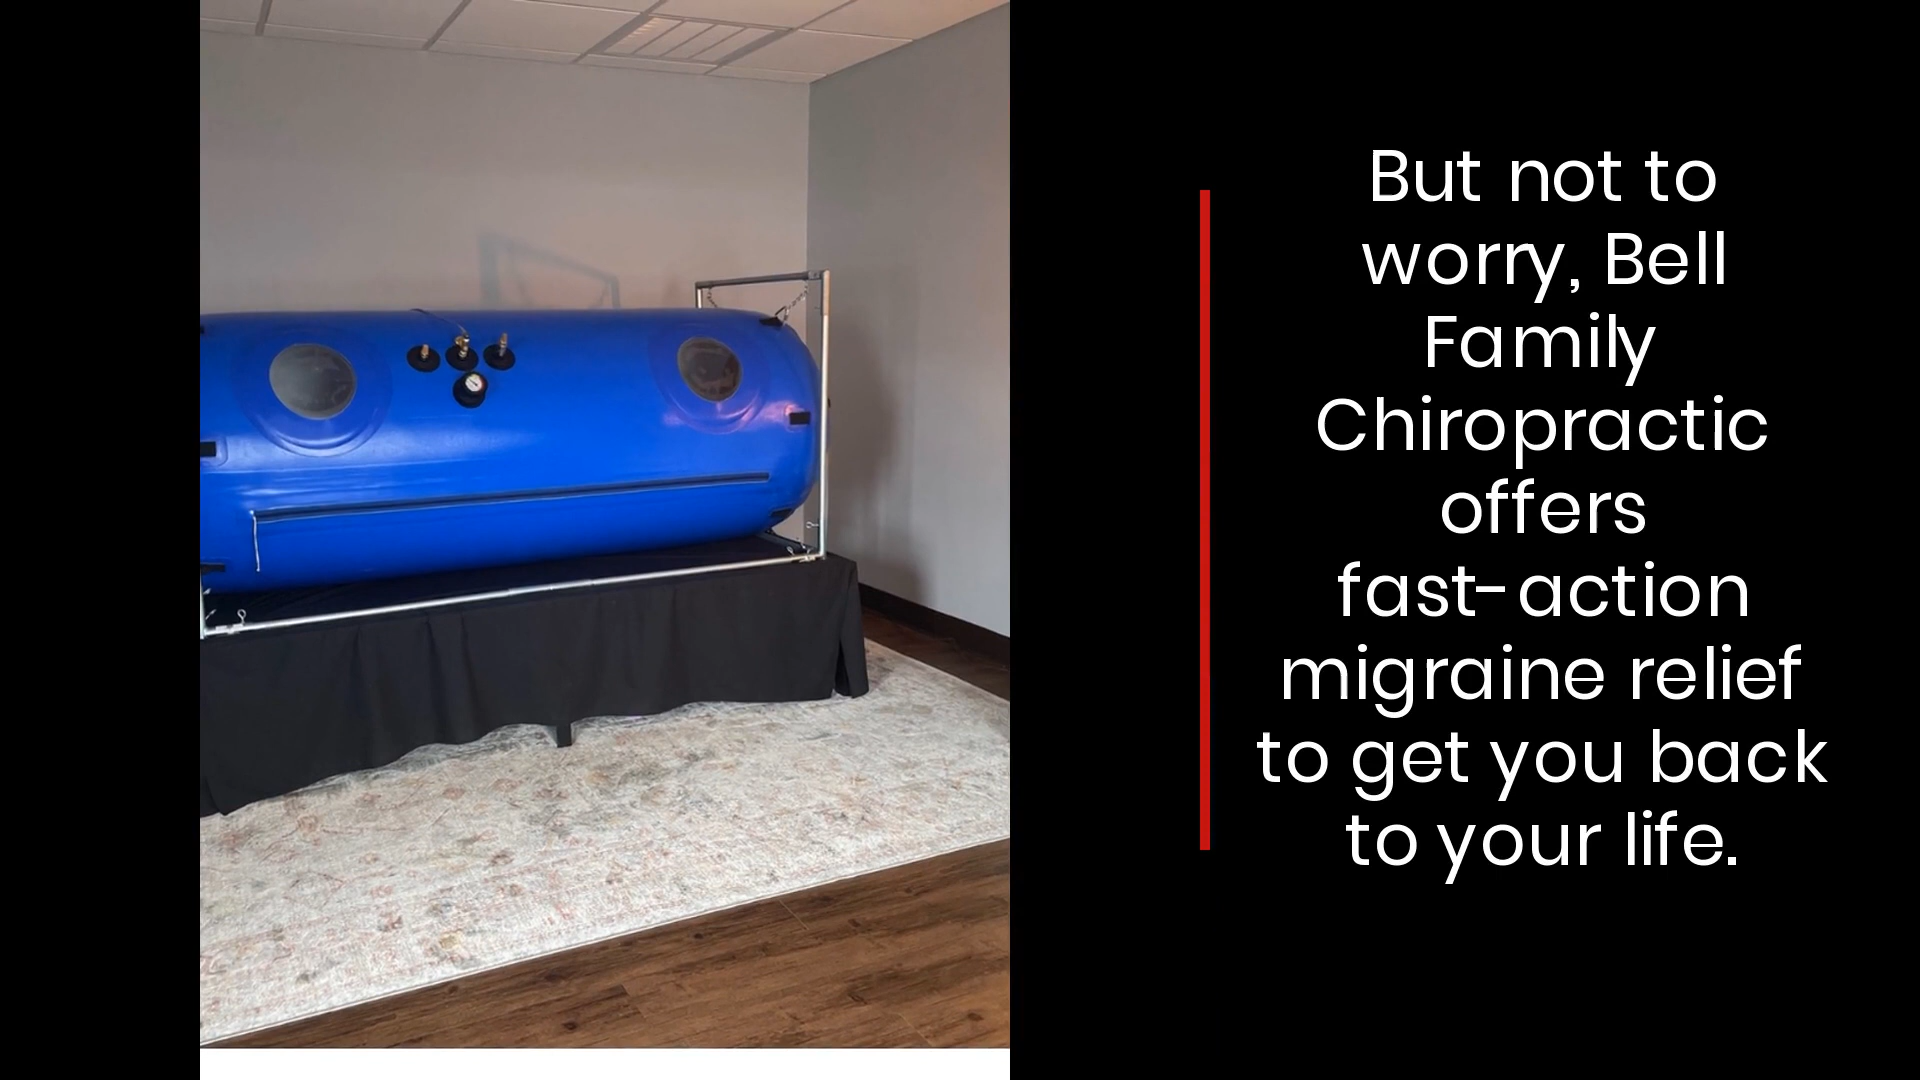 But not to
worry, Bell
Family
Chiropractic
offers
fast-action
migraine relief
to get you back
to your life.